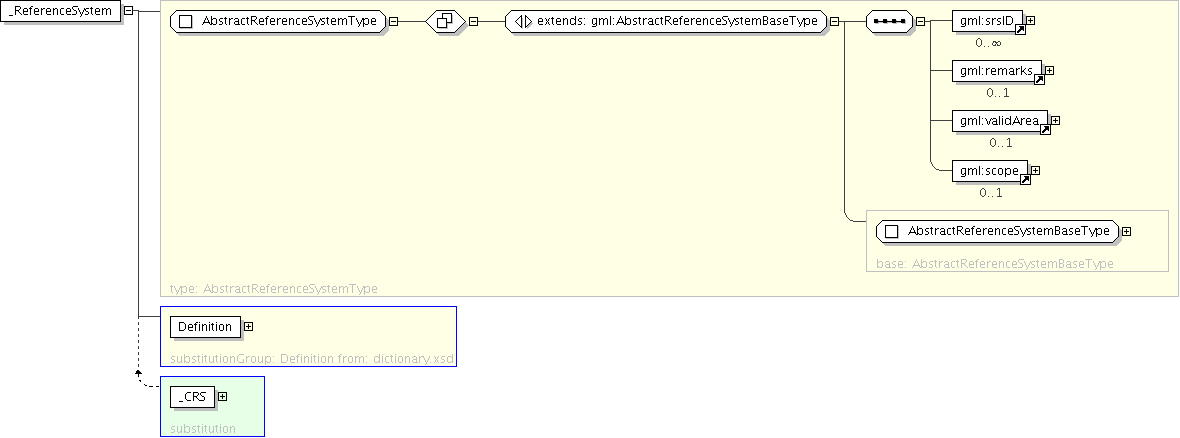 _ReferenceSystem
AbstractReferenceSystemType
extends: gml:AbstractReferenceSystemBaseType
gml:srsID
0..∞
gml:remarks
0..1
gml:validArea
0..1
gml:scope
0..1
AbstractReferenceSystemBaseType
base: AbstractReferenceSystemBaseType
type: AbstractReferenceSystemType
Definition
substitutionGroup: Definition from: dictionary.xsd
_CRS
substitution